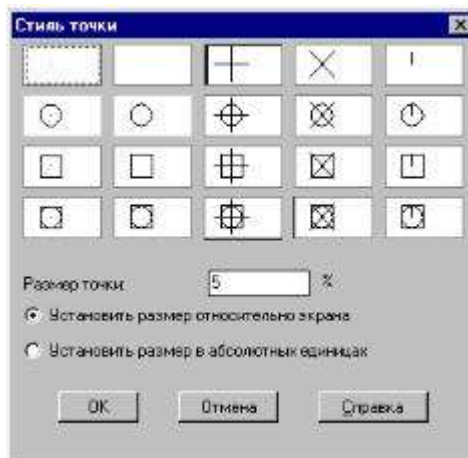 Стиль точки
Размер точки: 5 %
Установить размер относительно экрана
Установить размер в абсолютных единицах
OK Отмена Справка